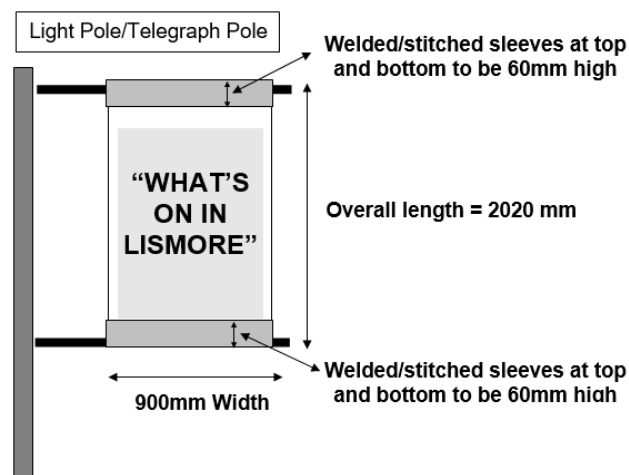 Light Pole/Telegraph Pole
Welded/stitched sleeves at top
and bottom to be 60mm high
“WHAT’S
ON IN
LISMORE”
Overall length = 2020 mm
Welded/stitched sleeves at top
and bottom to be 60mm high
900mm Width